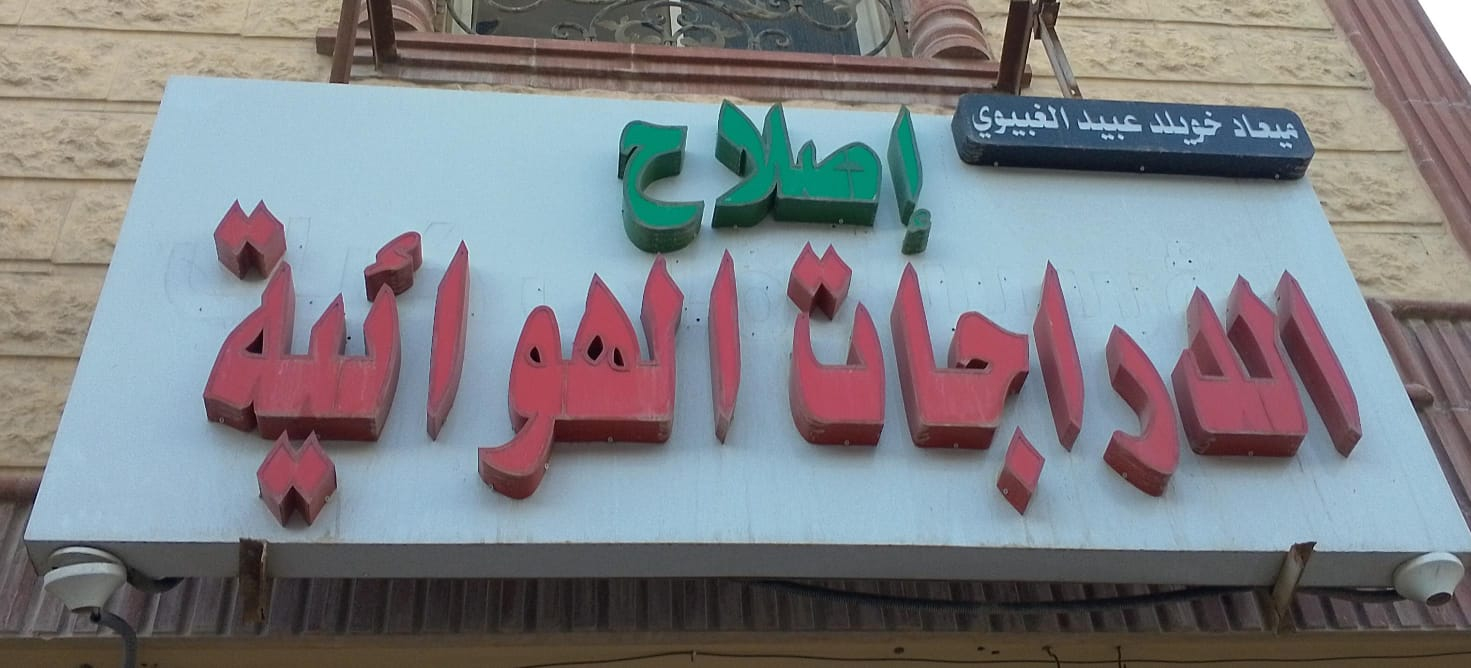 ميعاد خويلد عبيد الغبيوي
إصلاح
الدراجات الهوائية